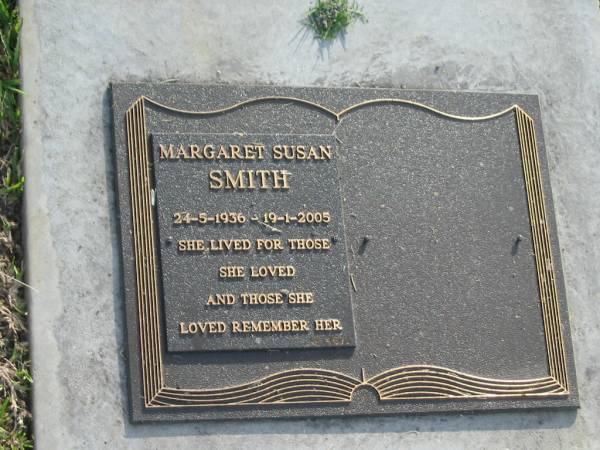 MARGARET SUSAN
SMITH
24-5-1936 - 19-1-2005
SHE LIVED FOR THOSE
SHE LOVED
AND THOSE SHE
LOVED REMEMBER HER